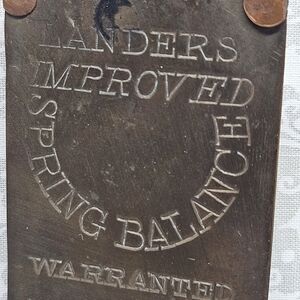 LANDERS
IMPROVED
SPRING BALANCE
WARRANTED